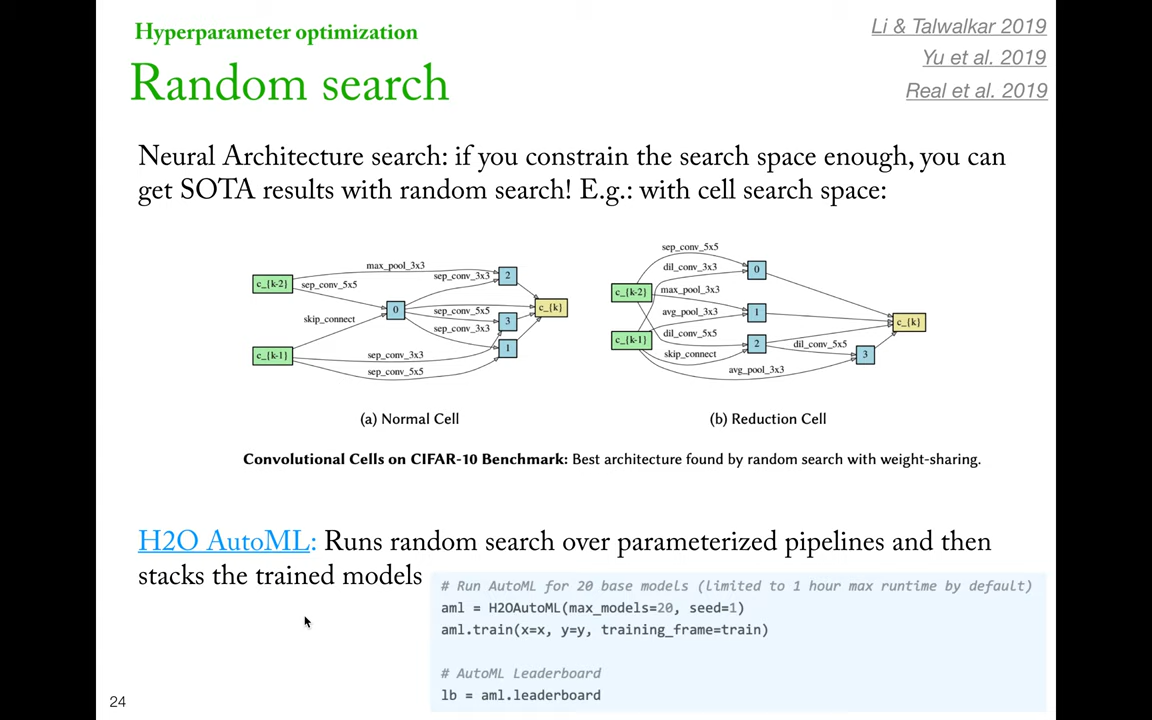 Hyperparameter optimization
Li & Talwalkar 2019
Random search
Yu et al. 2019
Real et al. 2019
Neural Architecture search: if you constrain the search space enough, you can
get SOTA results with random search! E.g.: with cell search space:
c_{k-2}
max_pool_3x3
sep_conv_5x5
sep_conv_3x3
2
skip_connect
0
sep_conv_5x5
3
c_{k}
sep_conv_3x3
1
c_{k-1}
sep_conv_3x3
sep_conv_5x5
(a) Normal Cell
sep_conv_5x5
dil_conv_3x3
0
c_{k-2}
max_pool_3x3
avg_pool_3x3
1
c_{k}
c_{k-1}
dil_conv_5x5
2
dil_conv_5x5
skip_connect
3
avg_pool_3x3
(b) Reduction Cell
Convolutional Cells on CIFAR-10 Benchmark: Best architecture found by random search with weight-sharing.
H2O AutoML: Runs random search over parameterized pipelines and then
stacks the trained models
# Run AutoML for 20 base models (limited to 1 hour max runtime by default)
aml = H2OAutoML(max_models=20, seed=1)
aml.train(x=x, y=y, training_frame=train)
# AutoML Leaderboard
lb = aml.leaderboard
24